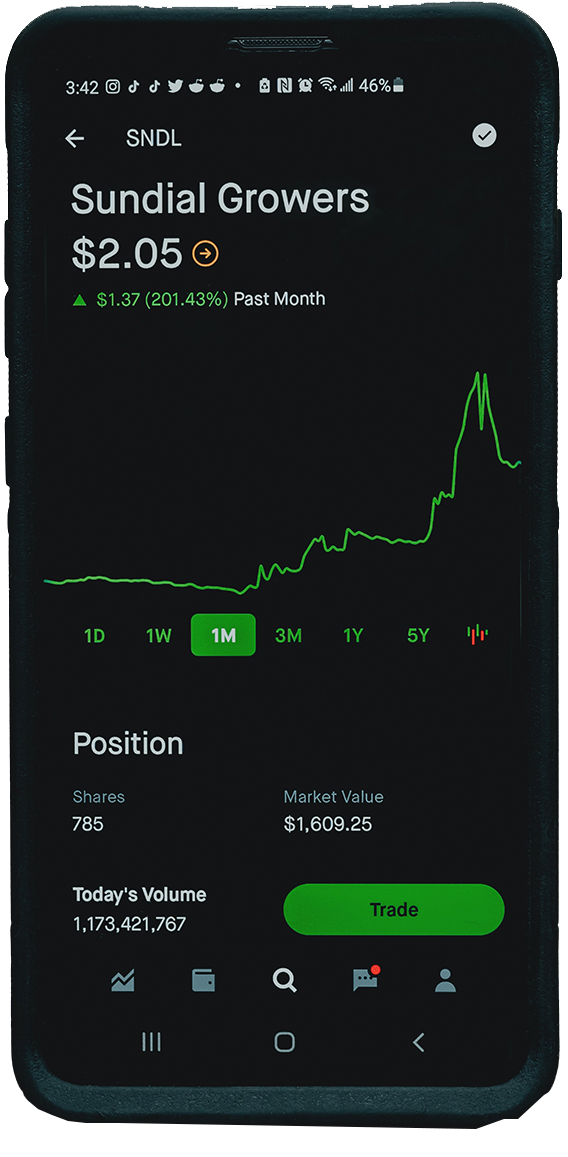 3:42 46%
SNDL
Sundial Growers
$2.05
$1.37 (201.43%) Past Month
1D 1W 1M 3M 1Y 5Y
Position
Shares Market Value
785 $1,609.25
Today's Volume
1,173,421,767
Trade